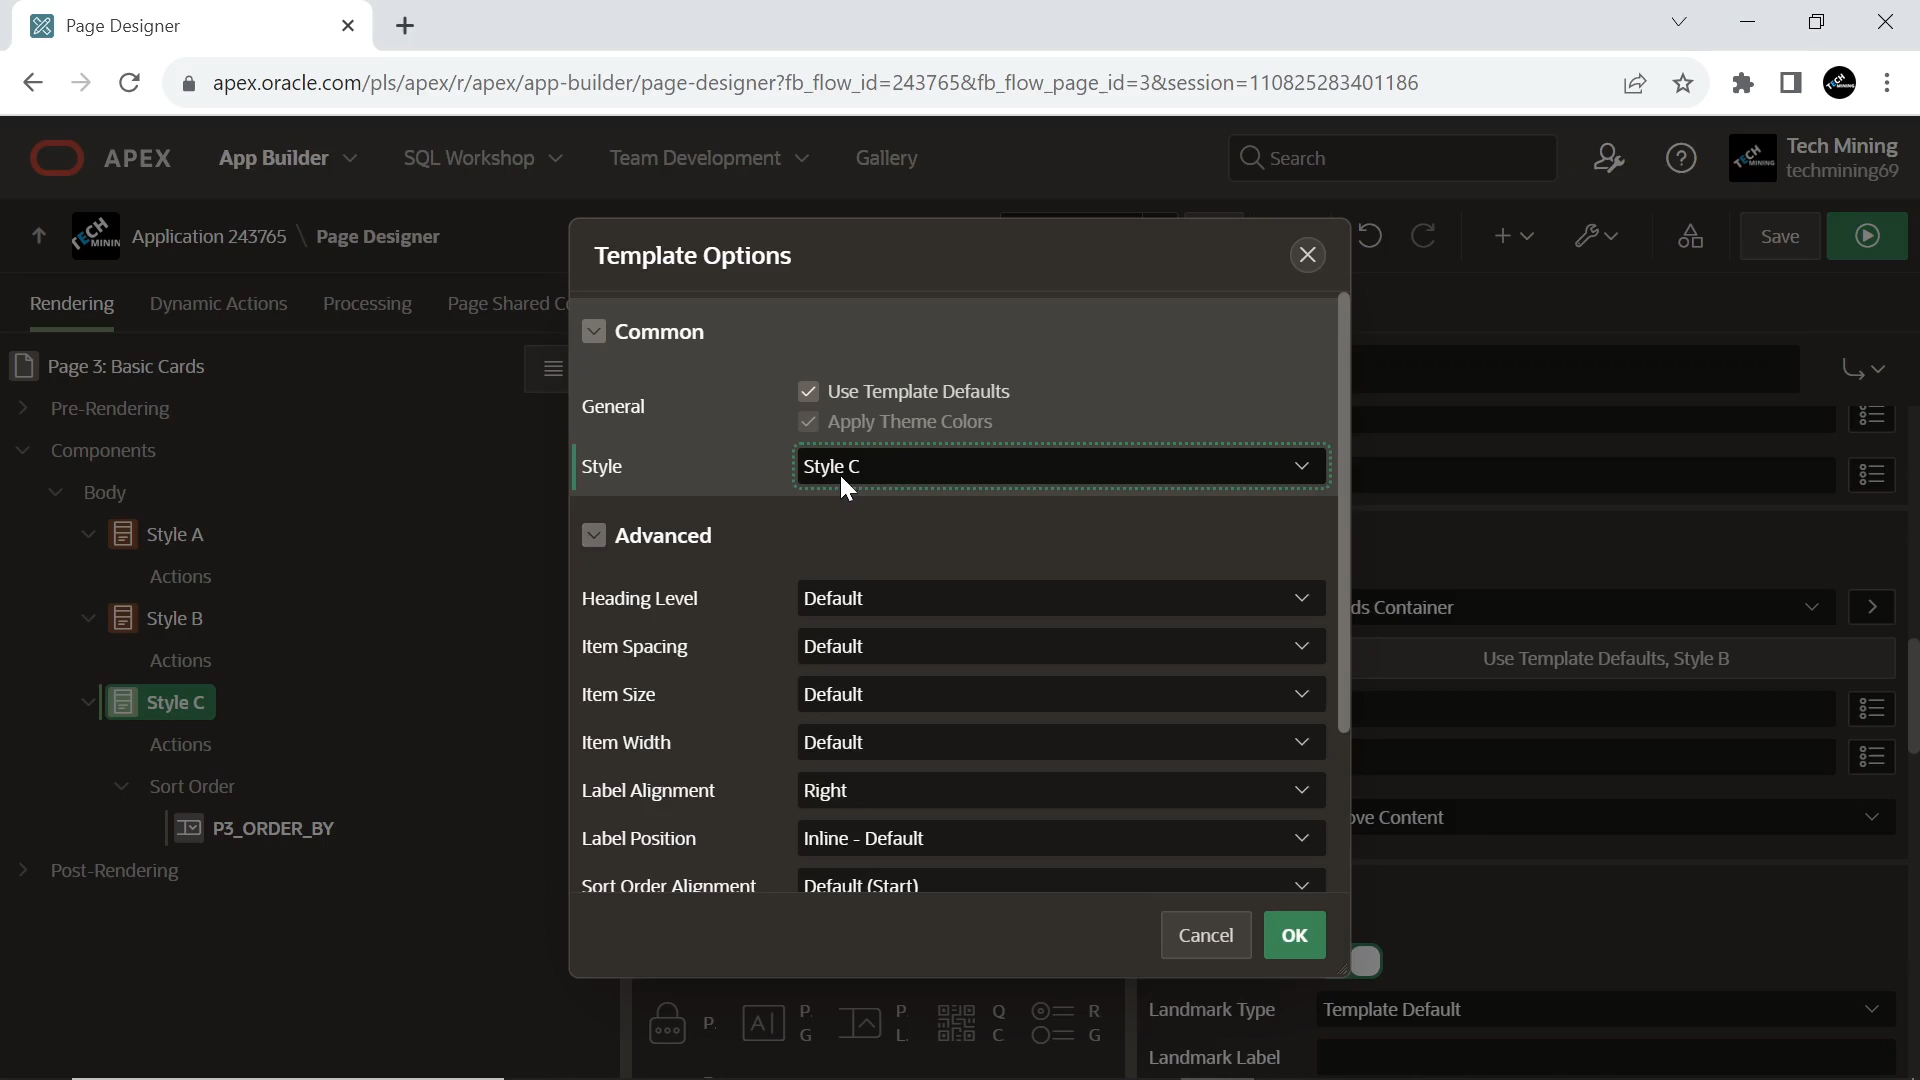 Page Designer
apex.oracle.com/pls/apex/r/apex/app-builder/page-designer?fb_flow_id=243765&fb_flow_page_id=3&session=110825283401186
APEX App Builder SQL Workshop Team Development Gallery Search Tech Mining
techmining69
Application 243765 \ Page Designer Save
Template Options
Rendering Dynamic Actions Processing Page Shared Co
Common
Page 3: Basic Cards
General Use Template Defaults
Apply Theme Colors
Pre-Rendering
Components
Style Style C
Body
Style A
Advanced
Actions
Heading Level Default
ds Container
Style B
Item Spacing Default
Use Template Defaults, Style B
Actions
Item Size Default
Style C
Item Width Default
Actions
Label Alignment Right
Sort Order
P3_ORDER_BY
Label Position Inline - Default
ove Content
Post-Rendering
Sort Order Alignment Default (Start)
Cancel OK
P. P. G P. L. Q C R G
Landmark Type Template Default
Landmark Label